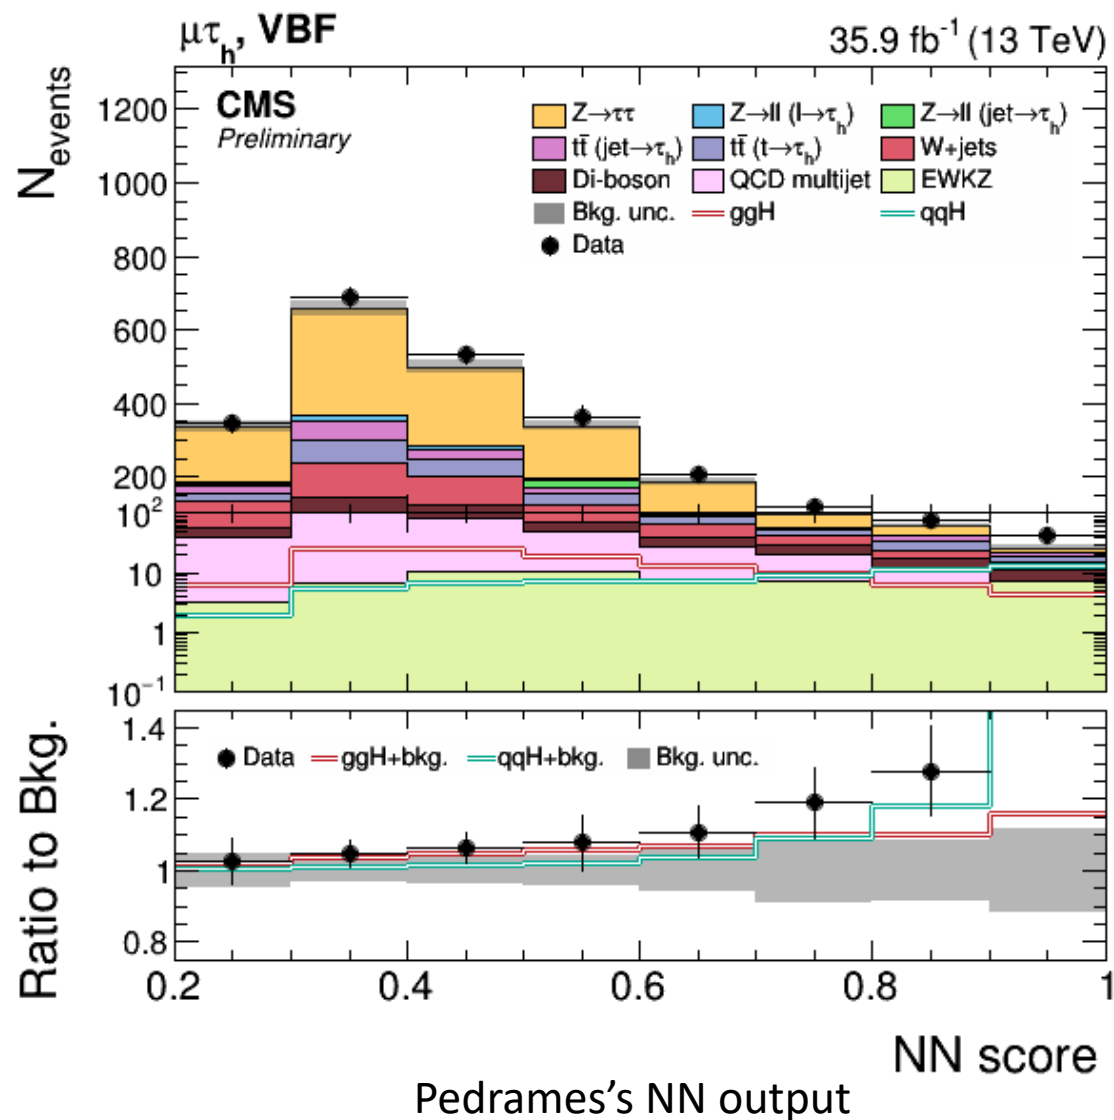 μτₕ, VBF
35.9 fb⁻¹ (13 TeV)
CMS
Preliminary
Z→ττ Z→ll (l→τₕ) Z→ll (jet→τₕ)
tt̄ (jet→τₕ) tt̄ (t→τₕ) W+jets
Di-boson QCD multijet EWKZ
Bkg. unc. ggH qqH
Data
N_events
1200
1000
800
600
400
200
10²
10
1
10⁻¹
Data ggH+bkg. qqH+bkg. Bkg. unc.
Ratio to Bkg.
1.4
1.2
1
0.8
0.2 0.4 0.6 0.8 1
NN score
Pedrames's NN output